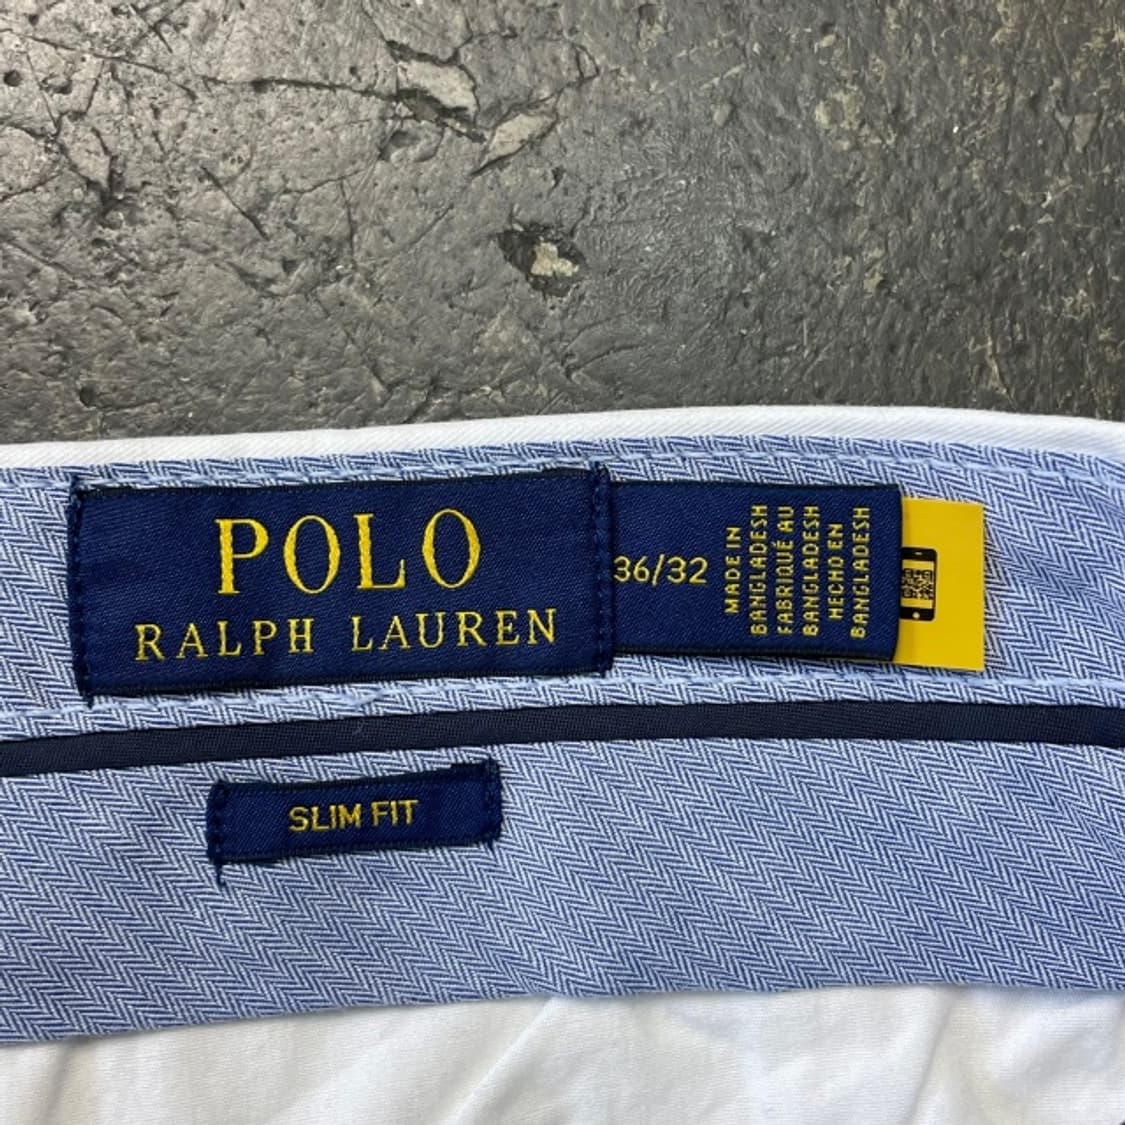 POLO
RALPH LAUREN
36/32
MADE IN
BANGLADESH
FABRIQUÉ AU
BANGLADESH
HECHO EN
BANGLADESH
SLIM FIT